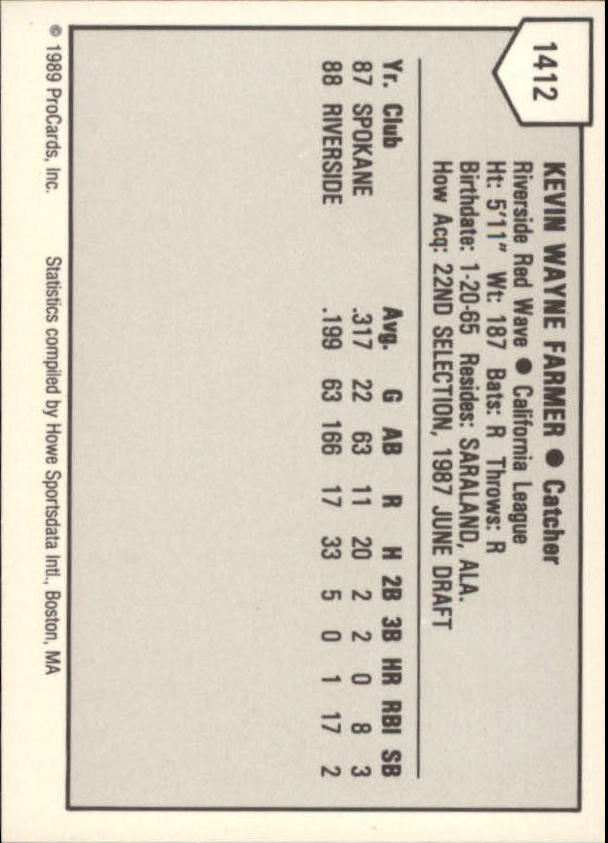 1412
KEVIN WAYNE FARMER ● Catcher
Riverside Red Wave ● California League
Ht: 5'11" Wt: 187 Bats: R Throws: R
Birthdate: 1-20-65 Resides: SARALAND, ALA.
How Acq: 22ND SELECTION, 1987 JUNE DRAFT
Yr. Club Avg. G AB R H 2B 3B HR RBI SB
87 SPOKANE .317 22 63 11 20 2 2 0 8 3
88 RIVERSIDE .199 63 166 17 33 5 0 1 17 2
© 1989 ProCards, Inc. Statistics compiled by Howe Sportsdata Intl., Boston, MA